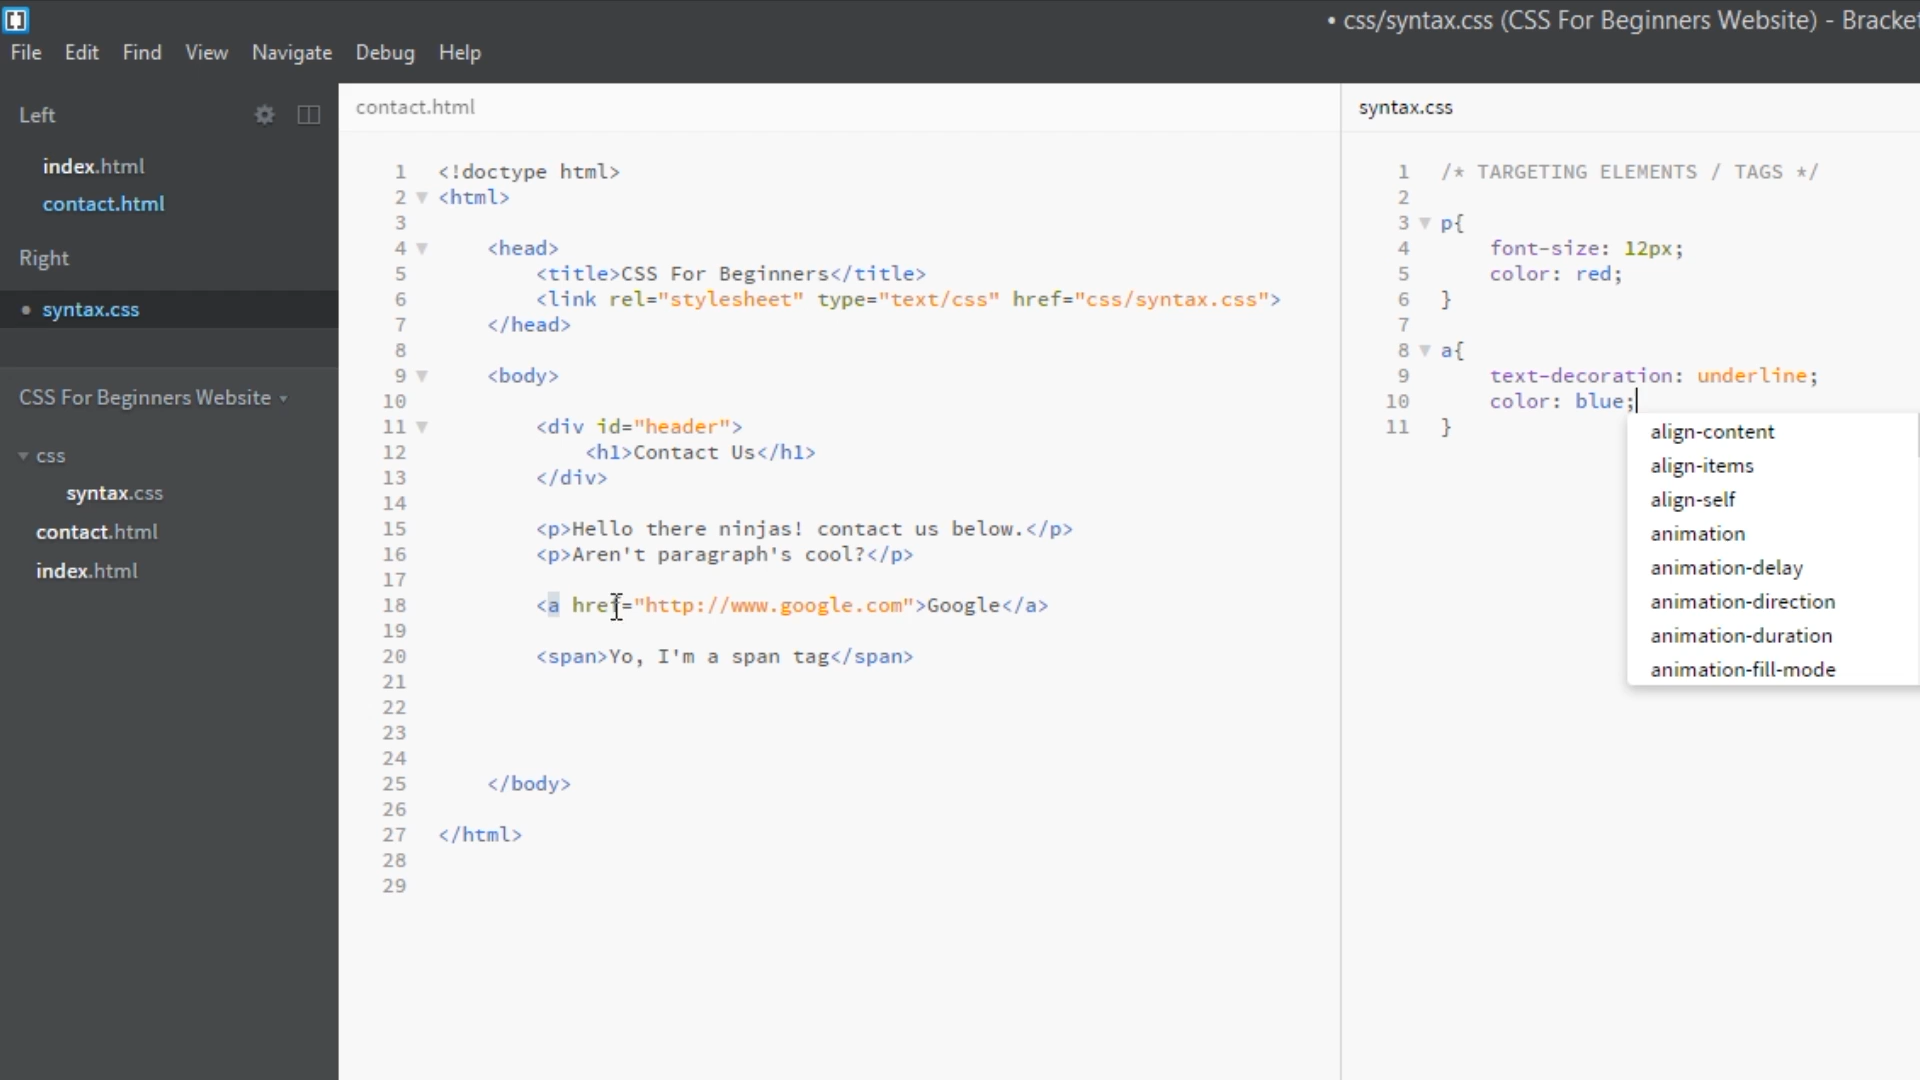 • css/syntax.css (CSS For Beginners Website) - Bracket
File Edit Find View Navigate Debug Help
Left
index.html
contact.html
Right
• syntax.css
CSS For Beginners Website
css
syntax.css
contact.html
index.html
contact.html
1 <!doctype html>
2 <html>
3
4 <head>
5 <title>CSS For Beginners</title>
6 <link rel="stylesheet" type="text/css" href="css/syntax.css">
7 </head>
8
9 <body>
10
11 <div id="header">
12 <h1>Contact Us</h1>
13 </div>
14
15 <p>Hello there ninjas! contact us below.</p>
16 <p>Aren't paragraph's cool?</p>
17
18 <a href="http://www.google.com">Google</a>
19
20 <span>Yo, I'm a span tag</span>
21
22
23
24
25 </body>
26
27 </html>
28
29
syntax.css
1 /* TARGETING ELEMENTS / TAGS */
2
3 p{
4 font-size: 12px;
5 color: red;
6 }
7
8 a{
9 text-decoration: underline;
10 color: blue;
11 }
align-content
align-items
align-self
animation
animation-delay
animation-direction
animation-duration
animation-fill-mode